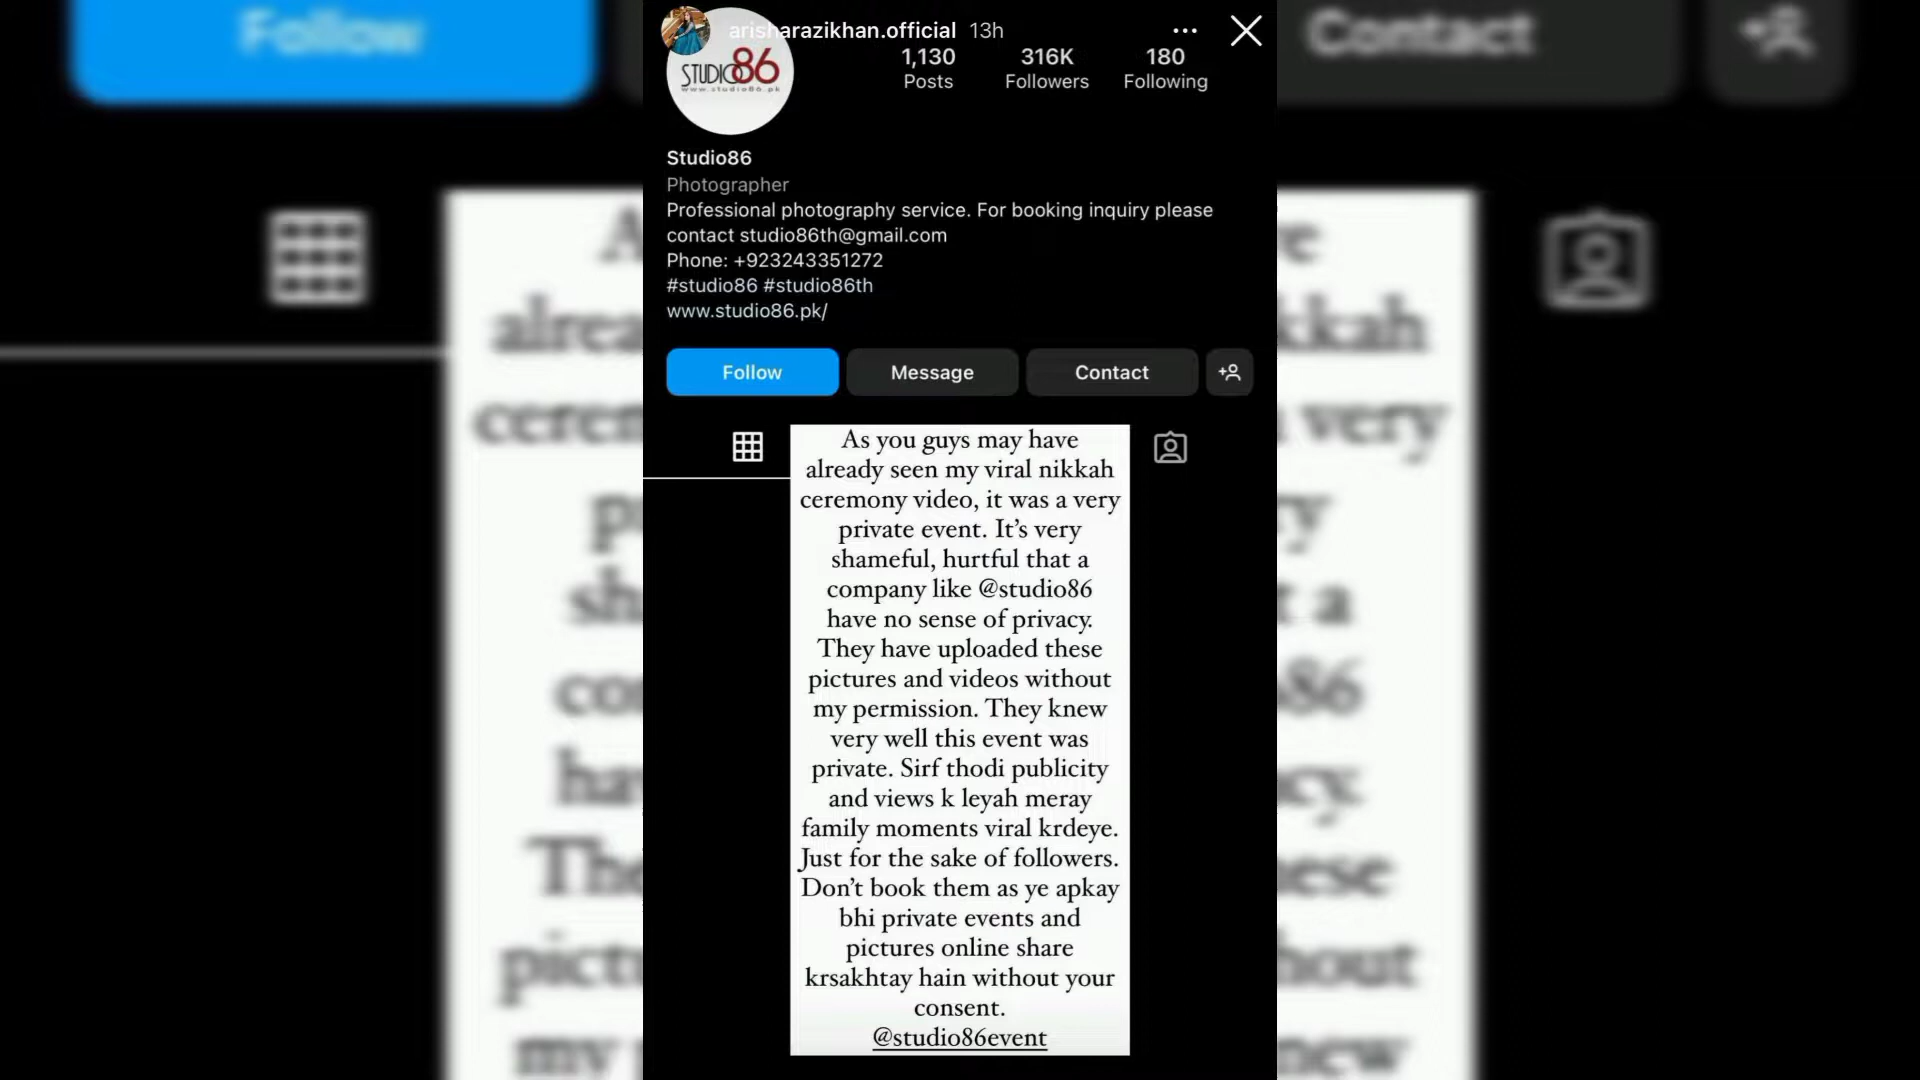 arisharazikhan.official 13h
STUDIO86
www.studio86.pk
1,130 316K 180
Posts Followers Following
Studio86
Photographer
Professional photography service. For booking inquiry please
contact studio86th@gmail.com
Phone: +923243351272
#studio86 #studio86th
www.studio86.pk/
Follow Message Contact
As you guys may have
already seen my viral nikkah
ceremony video, it was a very
private event. It's very
shameful, hurtful that a
company like @studio86
have no sense of privacy.
They have uploaded these
pictures and videos without
my permission. They knew
very well this event was
private. Sirf thodi publicity
and views k leyah meray
family moments viral krdeye.
Just for the sake of followers.
Don't book them as ye apkay
bhi private events and
pictures online share
krsakhtay hain without your
consent.
@studio86event